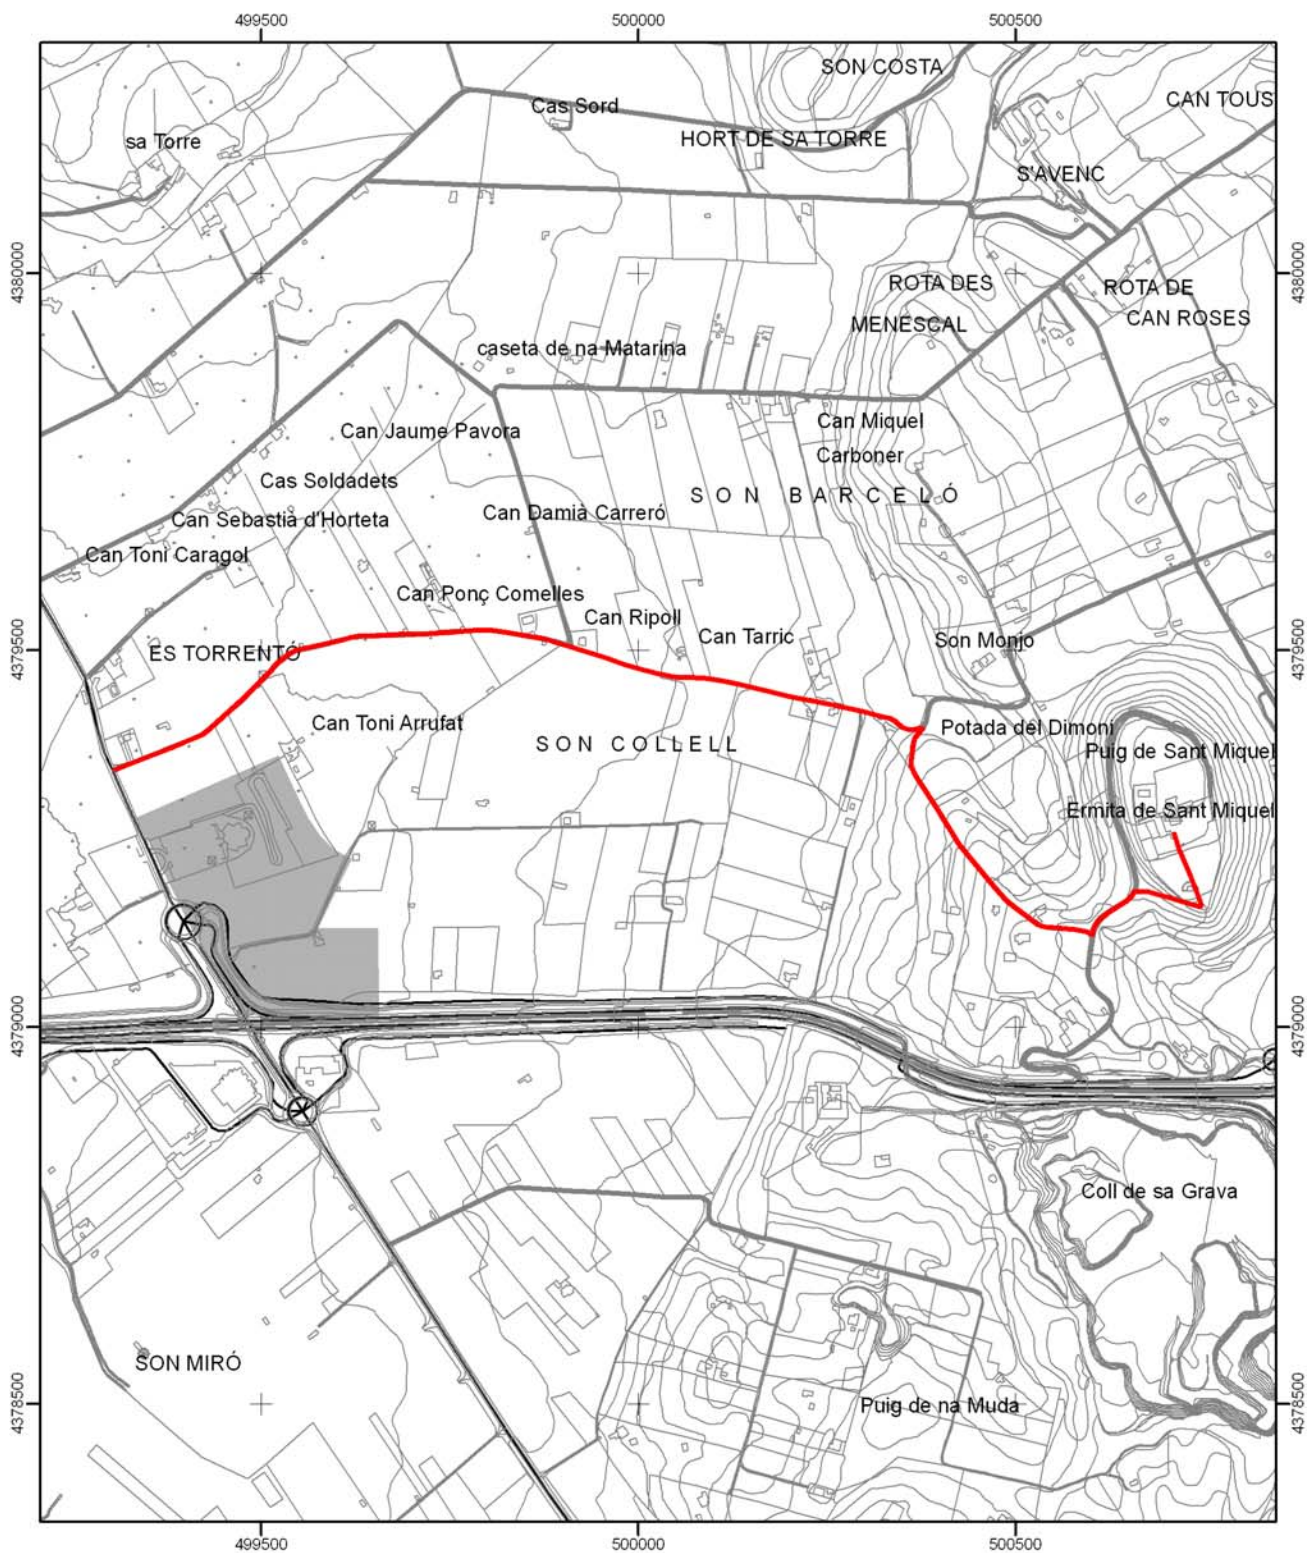 499500 500000 500500
SON COSTA
CAN TOUS
Cas Sord
sa Torre
HORT DE SA TORRE
S'AVENC
4380000 4380000
ROTA DES
MENESCAL
ROTA DE
CAN ROSES
caseta de na Matarina
Can Jaume Pavora
Can Miquel
Carboner
Cas Soldadets
SON BARCELÓ
Can Sebastià d'Horteta
Can Damià Carreró
Can Toni Caragol
Can Ponç Comelles
Can Ripoll
Can Tarric
Son Monjo
4379500 4379500
ES TORRENTÓ
Can Toni Arrufat
Potada del Dimoni
SON COLLELL
Puig de Sant Miquel
Ermita de Sant Miquel
4379000 4379000
Coll de sa Grava
SON MIRÓ
Puig de na Muda
4378500 4378500
499500 500000 500500